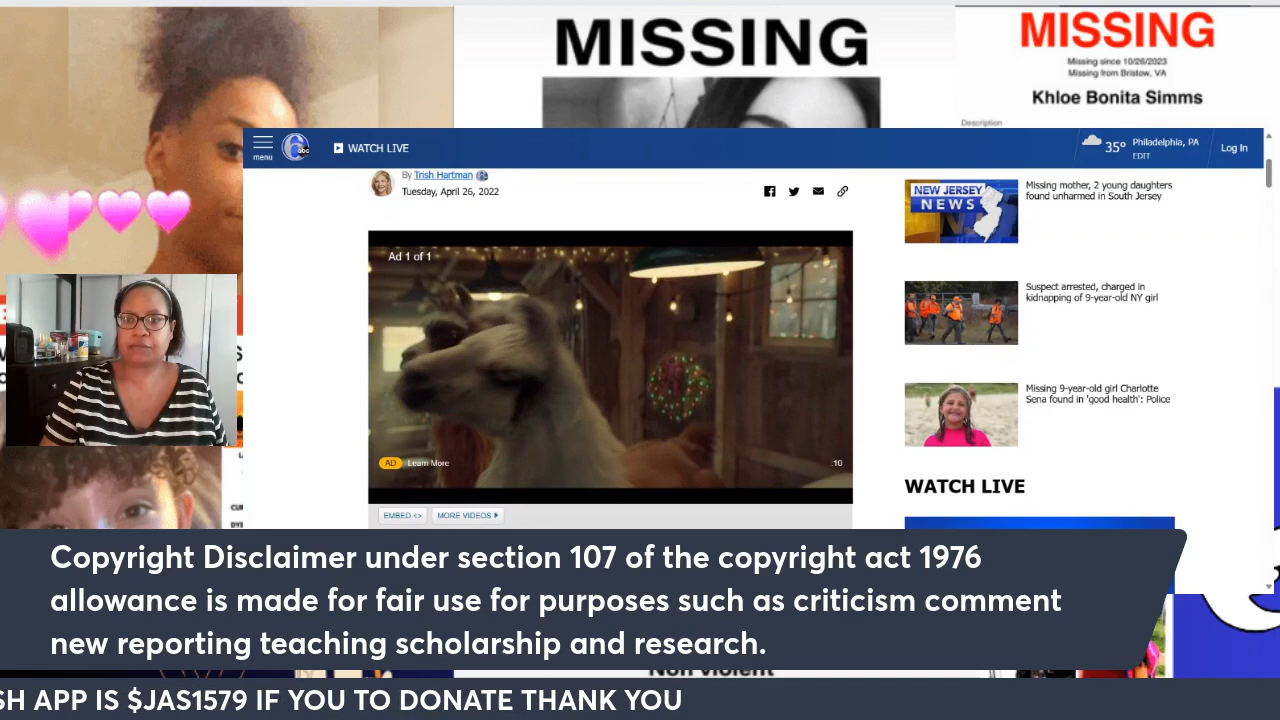 MISSING
MISSING
Missing since 10/26/2023
Missing from Bristow, VA
Khloe Bonita Simms
Description
menu
6
abc
WATCH LIVE
35°
Philadelphia, PA
EDIT
Log In
By Trish Hartman
Tuesday, April 26, 2022
Ad 1 of 1
AD Learn More
:10
EMBED <>
MORE VIDEOS
NEW JERSEY
NEWS
Missing mother, 2 young daughters
found unharmed in South Jersey
Suspect arrested, charged in
kidnapping of 9-year-old NY girl
Missing 9-year-old girl Charlotte
Sena found in 'good health': Police
WATCH LIVE
Copyright Disclaimer under section 107 of the copyright act 1976
allowance is made for fair use for purposes such as criticism comment
new reporting teaching scholarship and research.
Non violent
SH APP IS $JAS1579 IF YOU TO DONATE THANK YOU